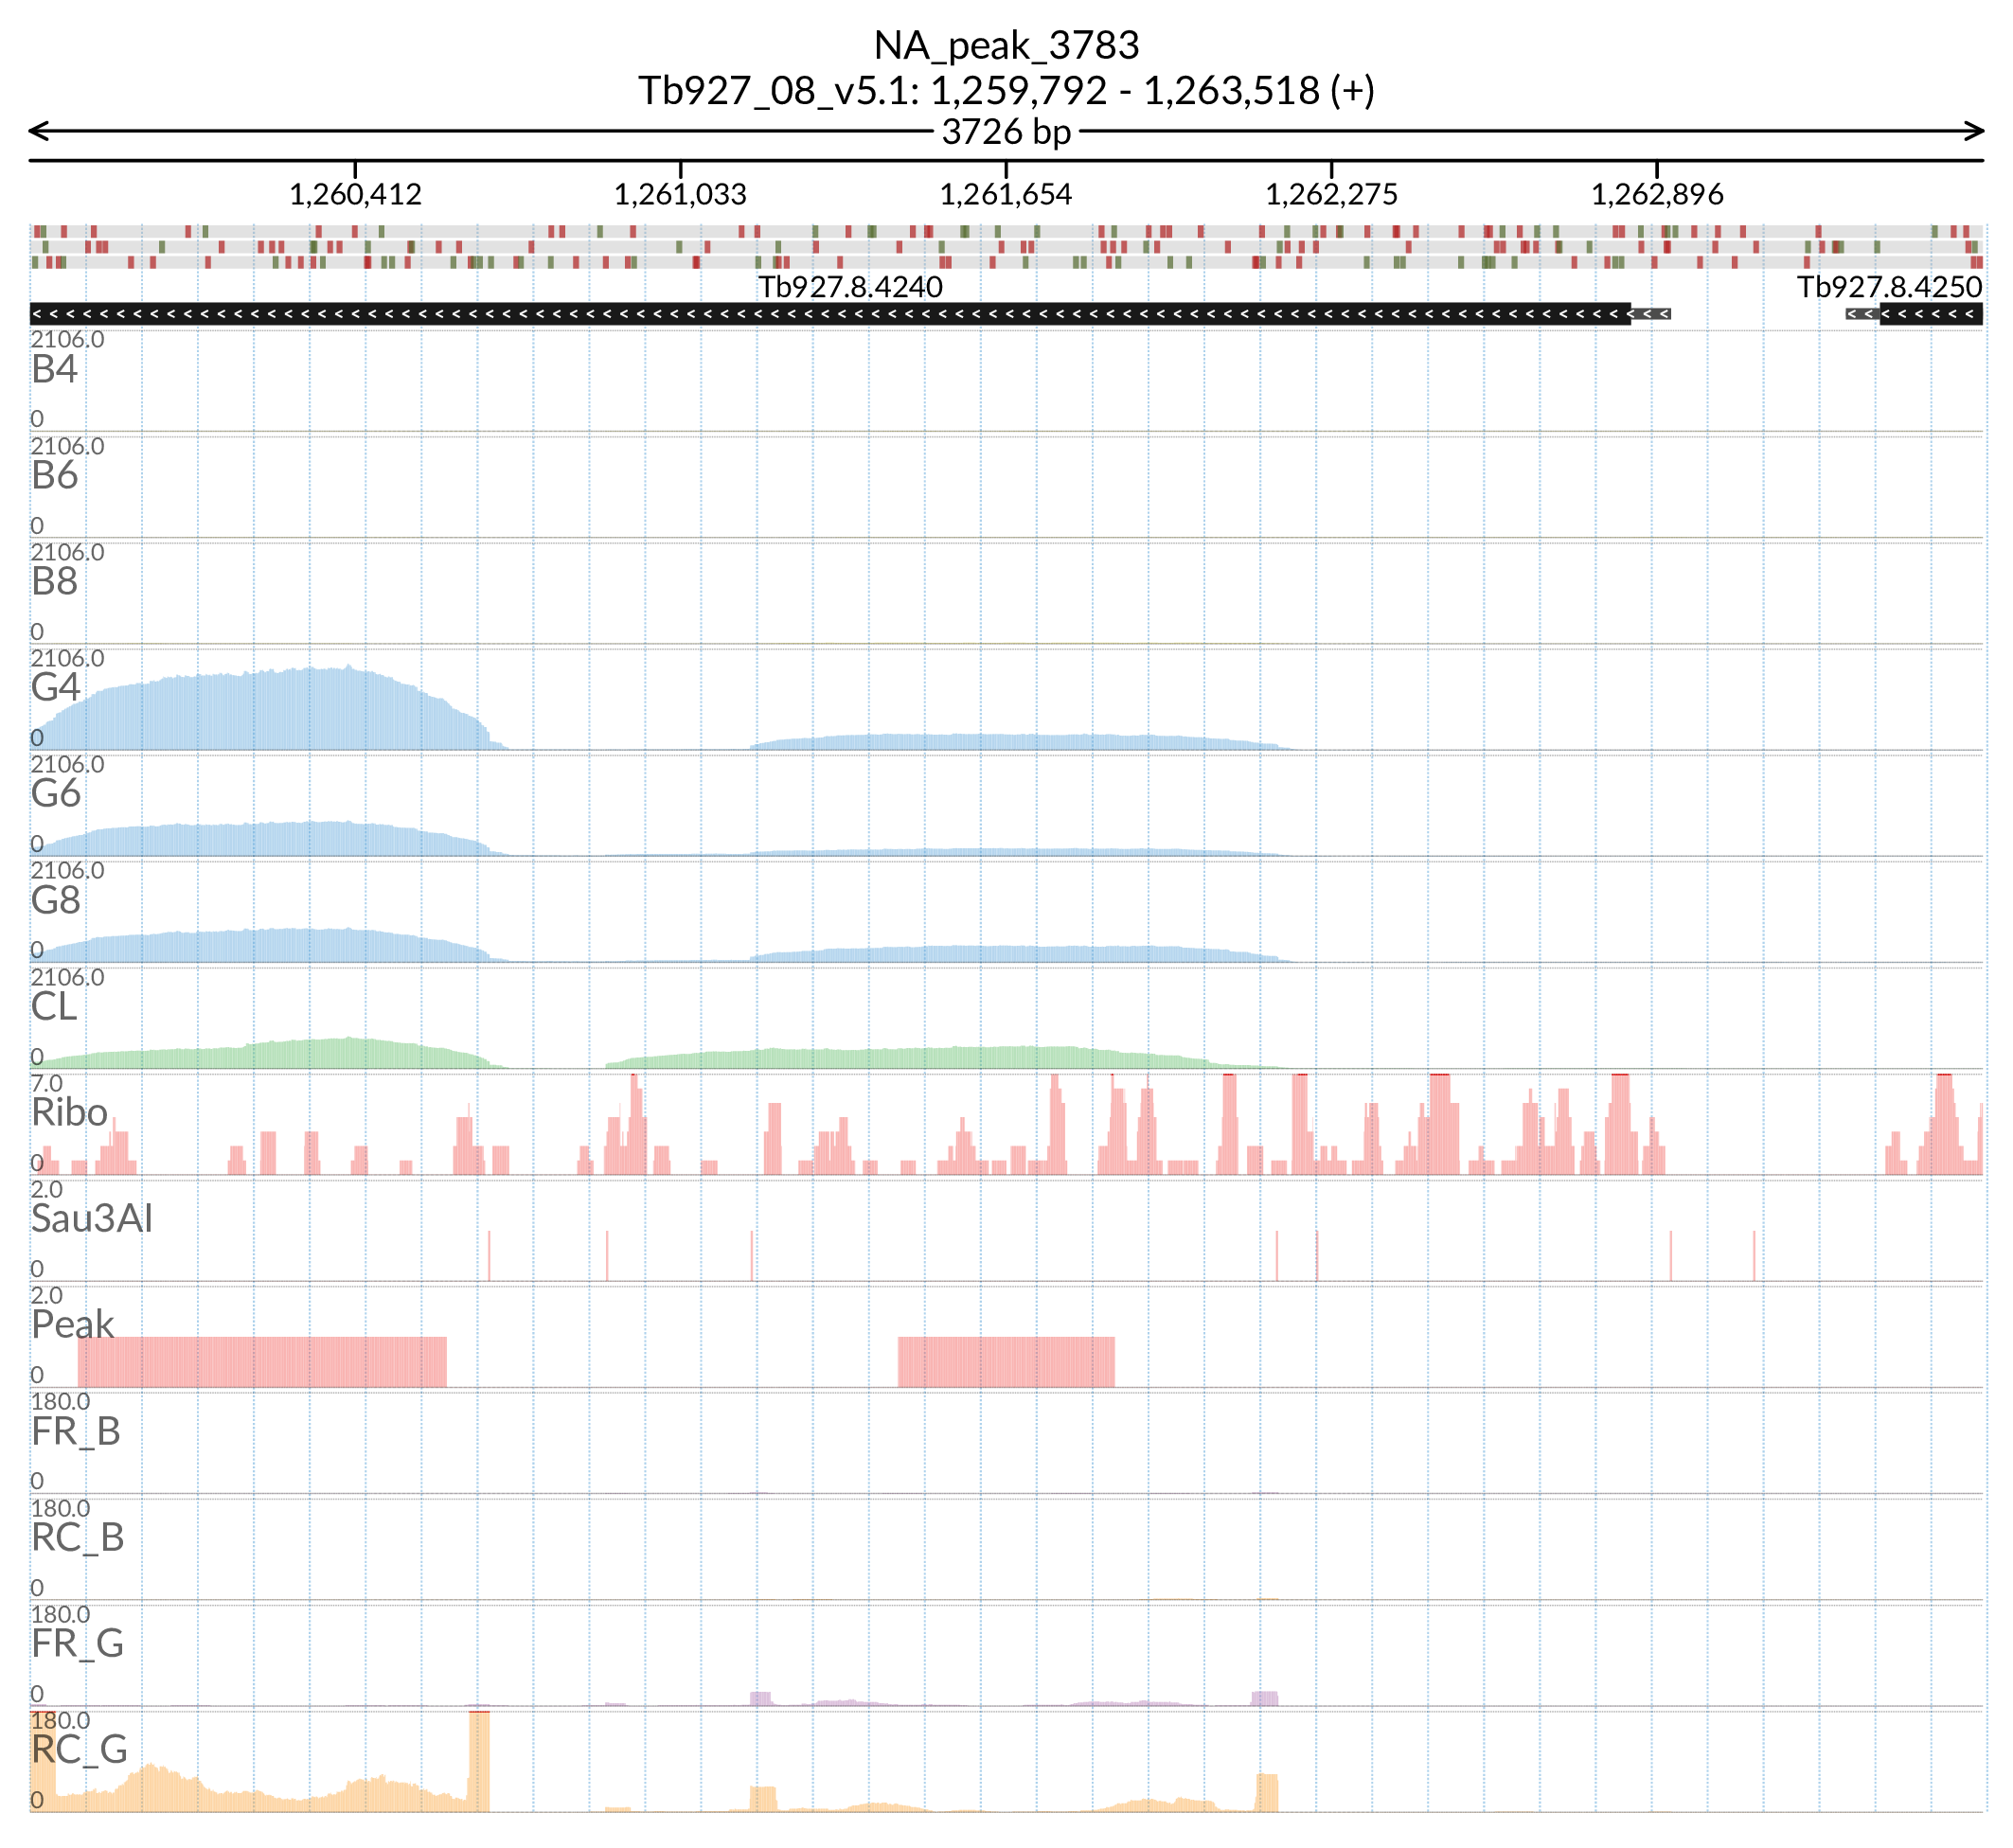 NA_peak_3783
Tb927_08_v5.1: 1,259,792 - 1,263,518 (+)
3726 bp
1,260,412 1,261,033 1,261,654 1,262,275 1,262,896
Tb927.8.4240 Tb927.8.4250
2106.0
B4
0
2106.0
B6
0
2106.0
B8
0
2106.0
G4
0
2106.0
G6
0
2106.0
G8
0
2106.0
CL
0
7.0
Ribo
0
2.0
Sau3AI
0
2.0
Peak
0
180.0
FR_B
0
180.0
RC_B
0
180.0
FR_G
0
180.0
RC_G
0